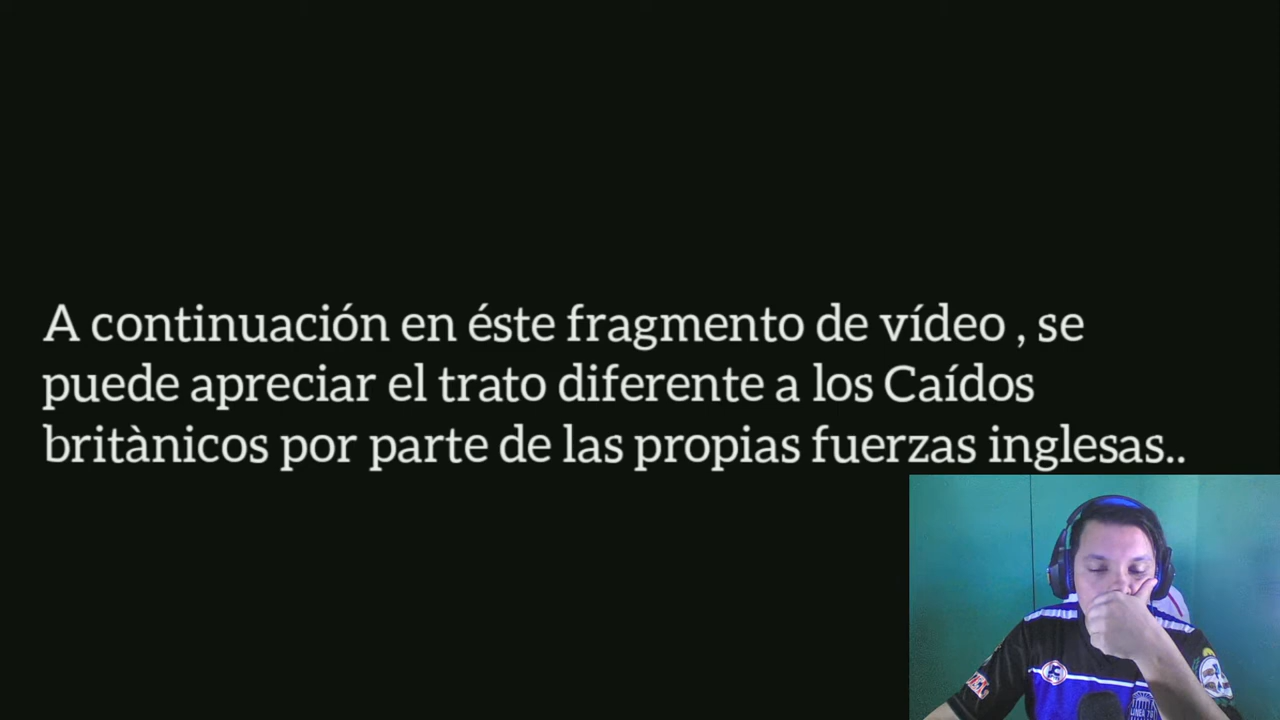 A continuación en éste fragmento de vídeo , se
puede apreciar el trato diferente a los Caídos
britànicos por parte de las propias fuerzas inglesas..